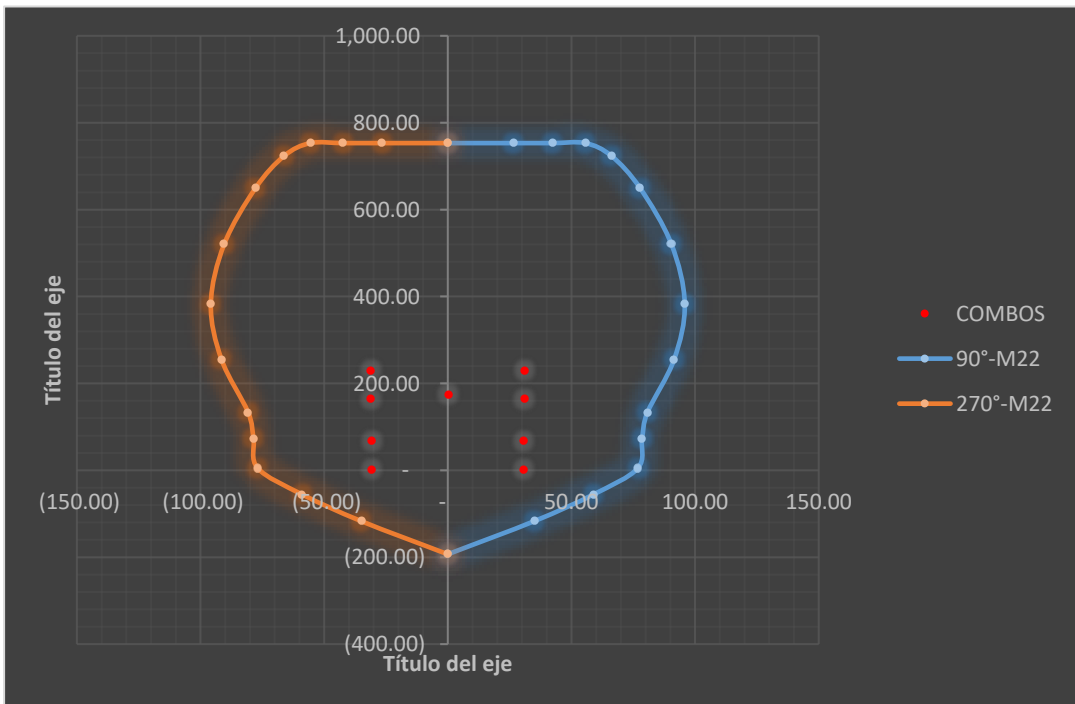 1,000.00
800.00
600.00
400.00
200.00
-
(200.00)
(400.00)
(150.00) (100.00) (50.00) - 50.00 100.00 150.00
Título del eje
Título del eje
COMBOS
90°-M22
270°-M22